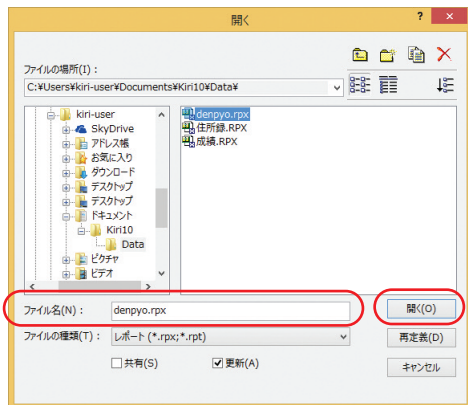 開く
?
×
ファイルの場所(I)：
C:¥Users¥kiri-user¥Documents¥Kiri10¥Data¥
kiri-user
SkyDrive
アドレス帳
お気に入り
ダウンロード
デスクトップ
デスクトップ
ドキュメント
Kiri10
Data
ピクチャ
ビデオ
denpyo.rpx
住所録.RPX
成績.RPX
ファイル名(N)：
denpyo.rpx
開く(O)
ファイルの種類(T)：
レポート (*.rpx;*.rpt)
再定義(D)
共有(S)
更新(A)
キャンセル